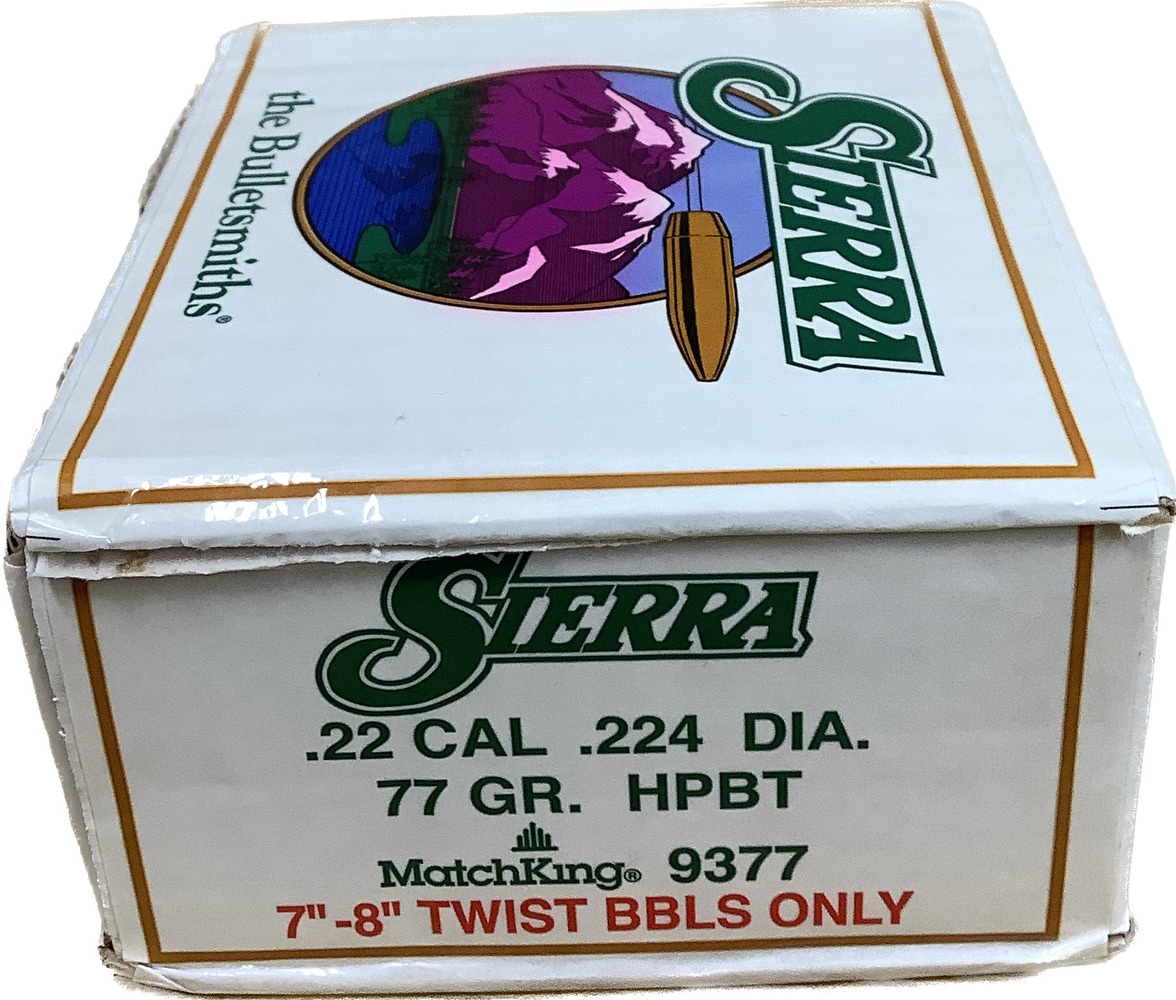 SIERRA
the Bulletsmiths®
SIERRA
.22 CAL .224 DIA.
77 GR. HPBT
MatchKing® 9377
7"-8" TWIST BBLS ONLY